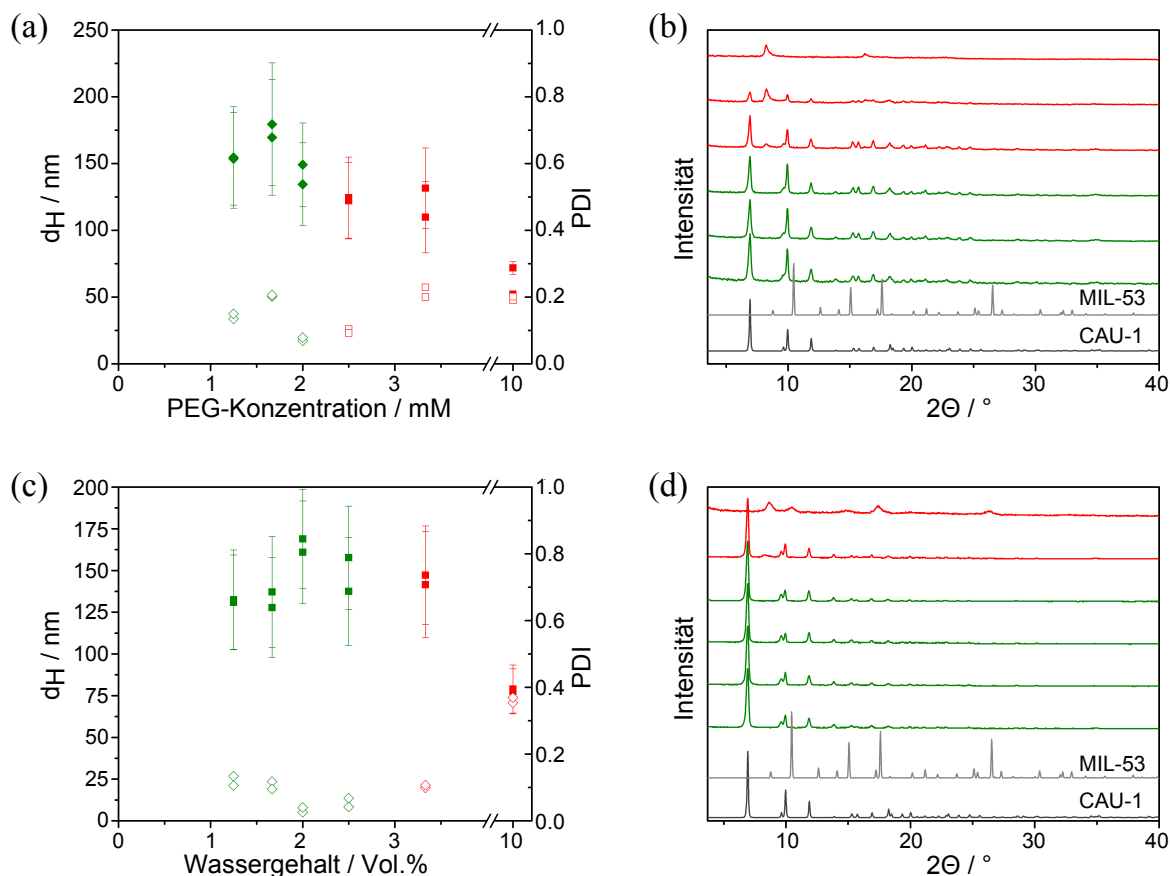 (a)
250
200
150
100
50
0
dH / nm
1.0
0.8
0.6
0.4
0.2
0.0
PDI
0 1 2 3 10
PEG-Konzentration / mM
(b)
Intensität
MIL-53
CAU-1
10 20 30 40
2Θ / °
(c)
200
175
150
125
100
75
50
25
0
dH / nm
1.0
0.8
0.6
0.4
0.2
0.0
PDI
0 1 2 3 10
Wassergehalt / Vol.%
(d)
Intensität
MIL-53
CAU-1
10 20 30 40
2Θ / °